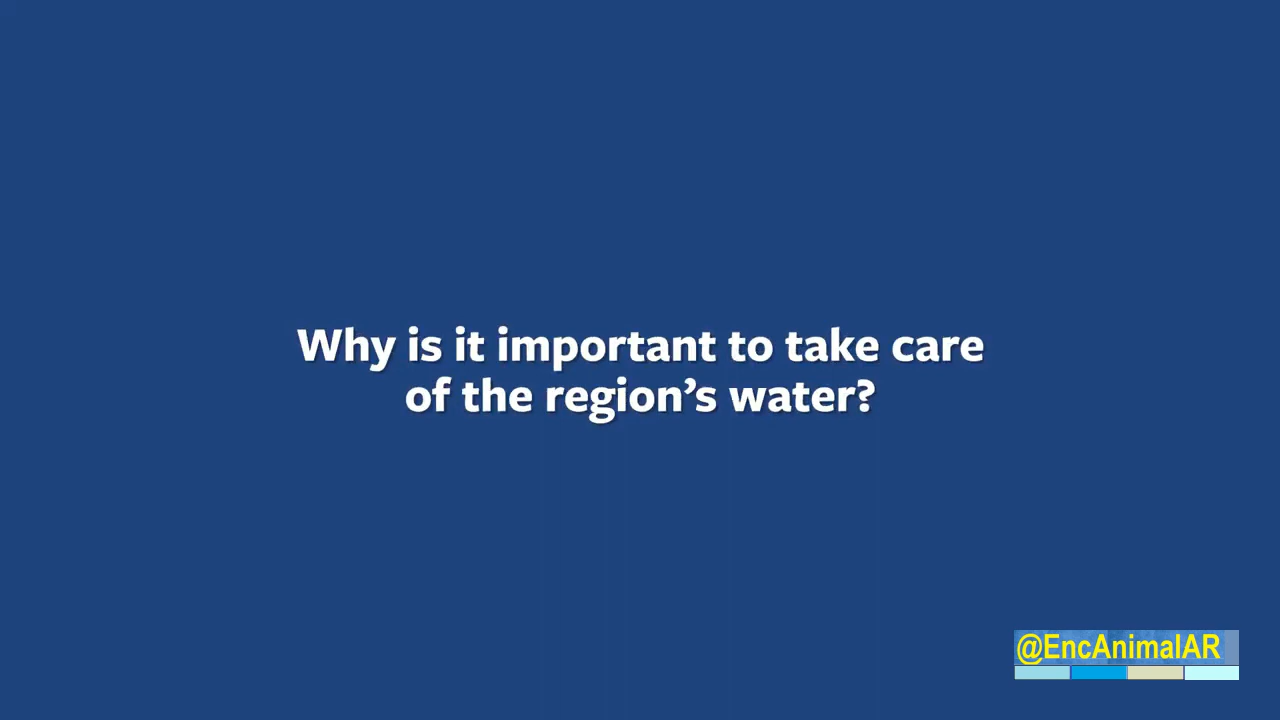 Why is it important to take care
of the region’s water?
@EncAnimalAR